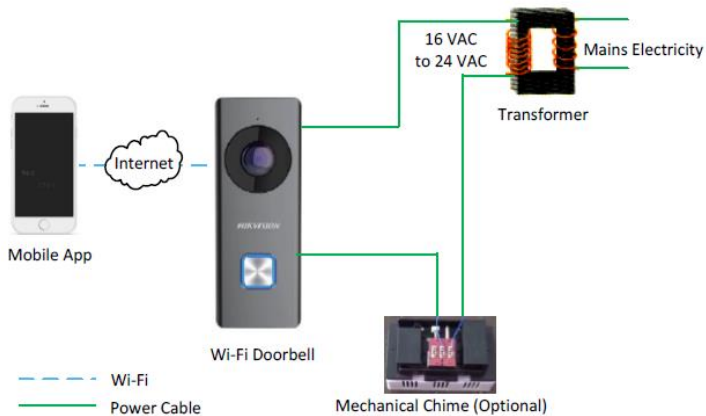 16 VAC
to 24 VAC
Mains Electricity
Transformer
Internet
HIKVISION
Mobile App
Wi-Fi Doorbell
Wi-Fi
Power Cable
Mechanical Chime (Optional)